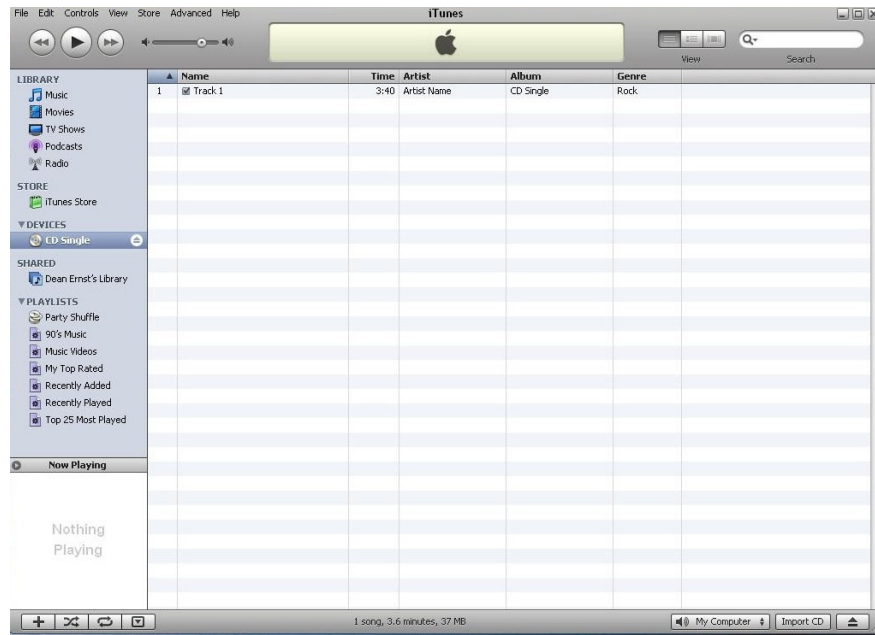 File Edit Controls View Store Advanced Help
iTunes
View
Search
LIBRARY
Music
Movies
TV Shows
Podcasts
Radio
STORE
iTunes Store
DEVICES
CD Single
SHARED
Dean Ernst's Library
PLAYLISTS
Party Shuffle
90's Music
Music Videos
My Top Rated
Recently Added
Recently Played
Top 25 Most Played
Now Playing
Nothing
Playing
Name Time Artist Album Genre
1 Track 1 3:40 Artist Name CD Single Rock
1 song, 3.6 minutes, 37 MB
My Computer
Import CD